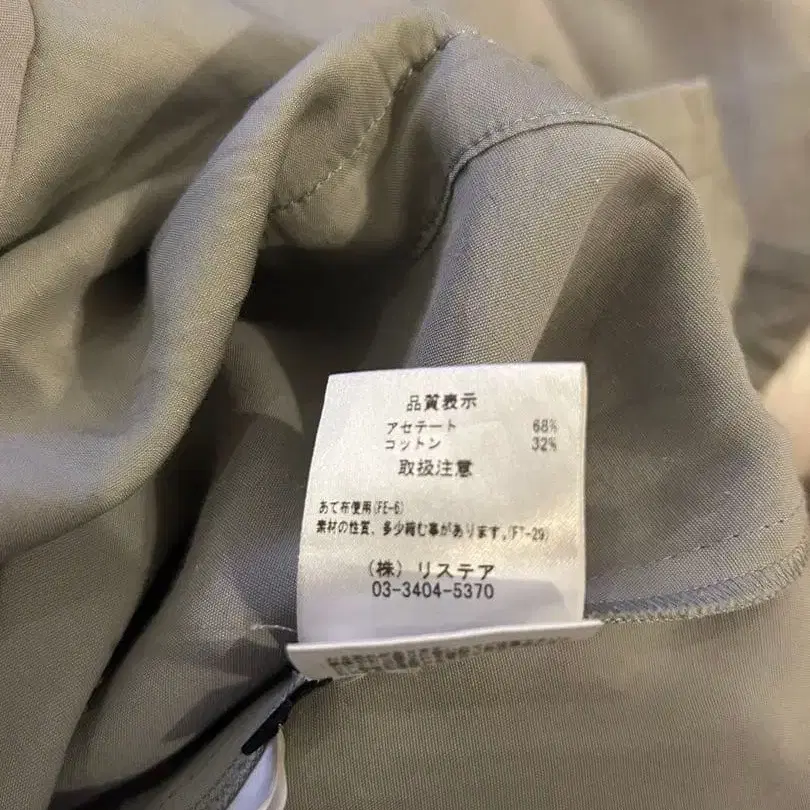 品質表示
アセテート 68%
コットン 32%
取扱注意
あて布使用(FE-6)
素材の性質、多少縮む事があります。(FT-29)
(株) リステア
03-3404-5370